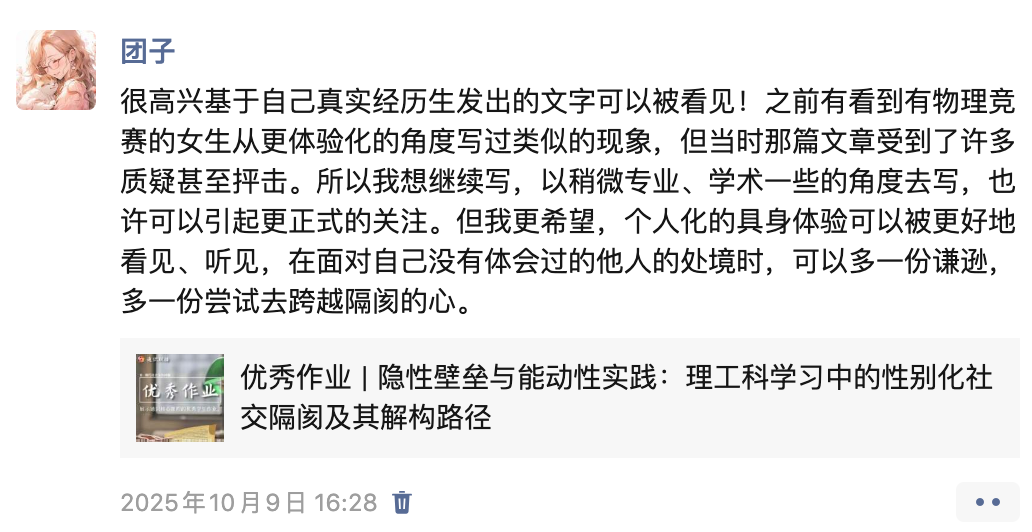 团子
很高兴基于自己真实经历生发出的文字可以被看见！之前有看到有物理竞
赛的女生从更体验化的角度写过类似的现象，但当时那篇文章受到了许多
质疑甚至抨击。所以我想继续写，以稍微专业、学术一些的角度去写，也
许可以引起更正式的关注。但我更希望，个人化的具身体验可以被更好地
看见、听见，在面对自己没有体会过的他人的处境时，可以多一份谦逊，
多一份尝试去跨越隔阂的心。
优秀作业
优秀作业 | 隐性壁垒与能动性实践：理工科学习中的性别化社
交隔阂及其解构路径
2025年10月9日 16:28